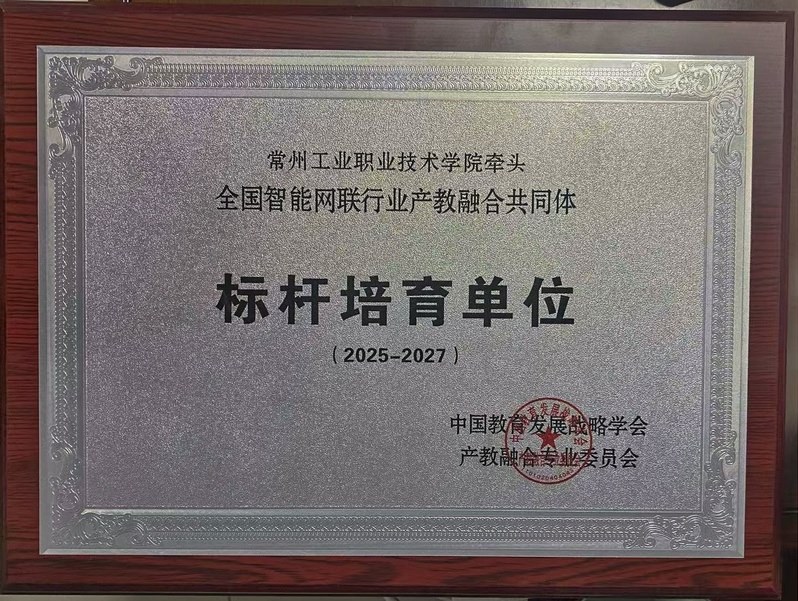 常州工业职业技术学院牵头
全国智能网联行业产教融合共同体
标杆培育单位
（2025-2027）
中国教育发展战略学会
产教融合专业委员会